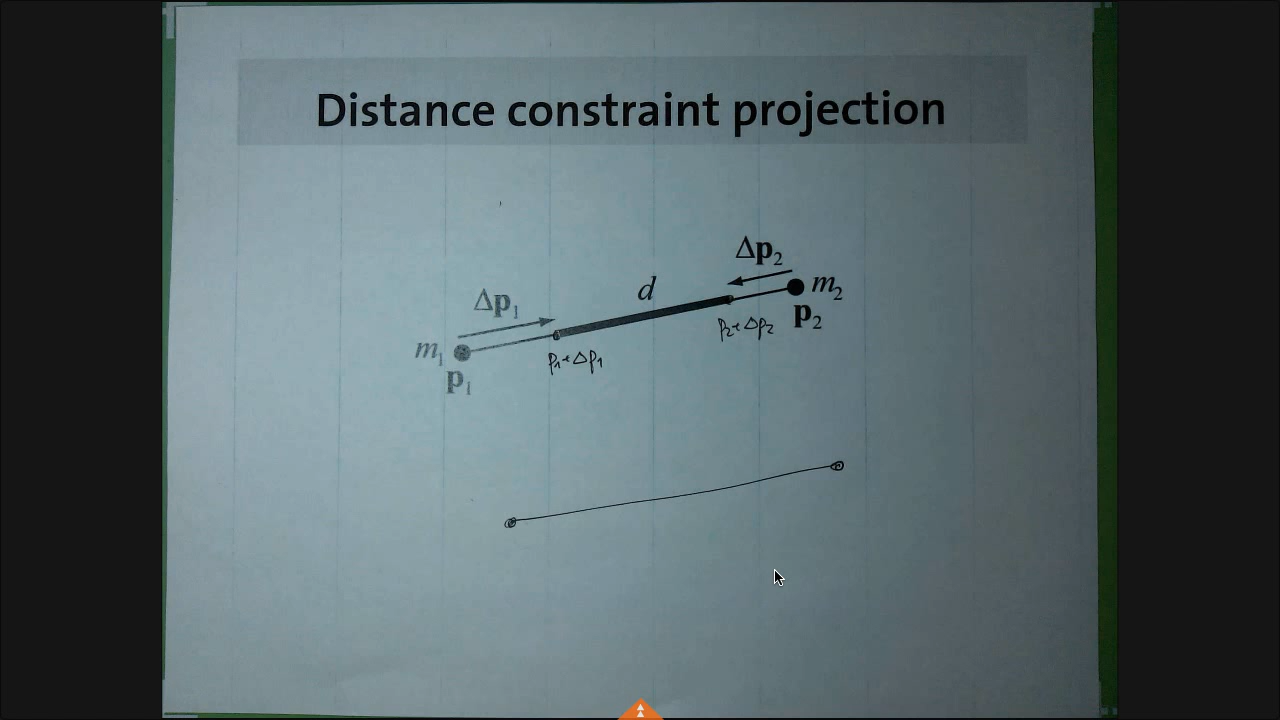 Distance constraint projection
Δp₂
d
m₂
Δp₁
p₂
p₂+Δp₂
m₁
p₁+Δp₁
p₁